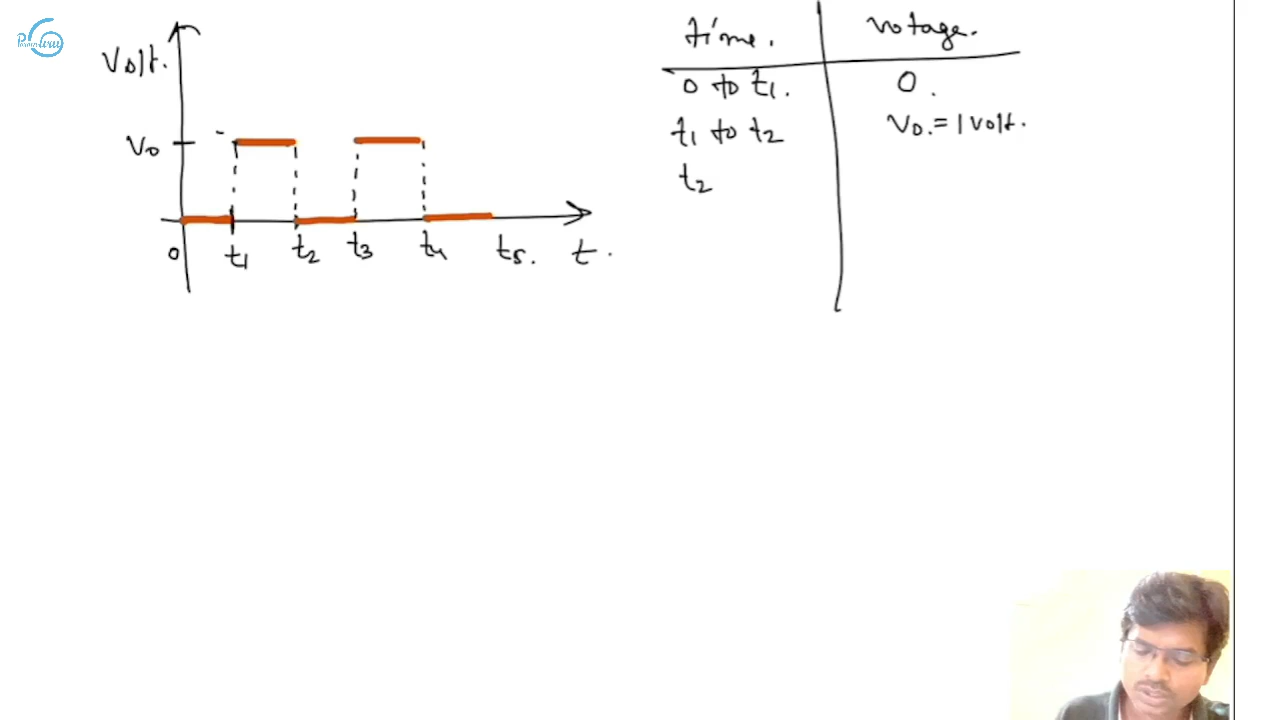 Volt.
V0
0 t1 t2 t3 t4 t5. t.
time. votage.
0 to t1. 0.
t1 to t2 V0.=1volt.
t2